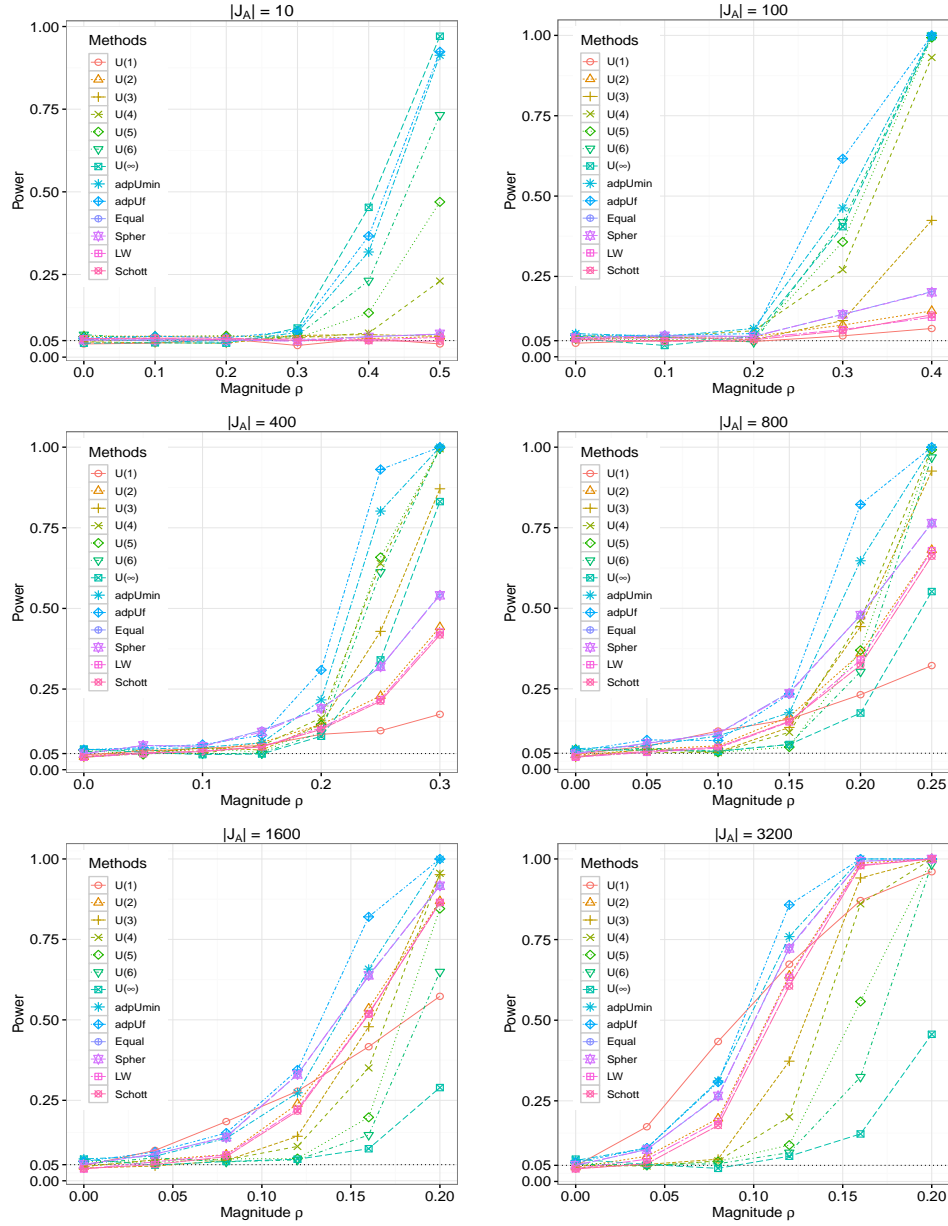 |J_A| = 10
Methods
U(1)
U(2)
U(3)
U(4)
U(5)
U(6)
U(∞)
adpUmin
adpUf
Equal
Spher
LW
Schott
Power
1.00
0.75
0.50
0.25
0.05
0.00
0.0 0.1 0.2 0.3 0.4 0.5
Magnitude ρ
|J_A| = 100
Methods
U(1)
U(2)
U(3)
U(4)
U(5)
U(6)
U(∞)
adpUmin
adpUf
Equal
Spher
LW
Schott
Power
1.00
0.75
0.50
0.25
0.05
0.00
0.0 0.1 0.2 0.3 0.4
Magnitude ρ
|J_A| = 400
Methods
U(1)
U(2)
U(3)
U(4)
U(5)
U(6)
U(∞)
adpUmin
adpUf
Equal
Spher
LW
Schott
Power
1.00
0.75
0.50
0.25
0.05
0.00
0.0 0.1 0.2 0.3
Magnitude ρ
|J_A| = 800
Methods
U(1)
U(2)
U(3)
U(4)
U(5)
U(6)
U(∞)
adpUmin
adpUf
Equal
Spher
LW
Schott
Power
1.00
0.75
0.50
0.25
0.05
0.00
0.00 0.05 0.10 0.15 0.20 0.25
Magnitude ρ
|J_A| = 1600
Methods
U(1)
U(2)
U(3)
U(4)
U(5)
U(6)
U(∞)
adpUmin
adpUf
Equal
Spher
LW
Schott
Power
1.00
0.75
0.50
0.25
0.05
0.00
0.00 0.05 0.10 0.15 0.20
Magnitude ρ
|J_A| = 3200
Methods
U(1)
U(2)
U(3)
U(4)
U(5)
U(6)
U(∞)
adpUmin
adpUf
Equal
Spher
LW
Schott
Power
1.00
0.75
0.50
0.25
0.05
0.00
0.00 0.05 0.10 0.15 0.20
Magnitude ρ